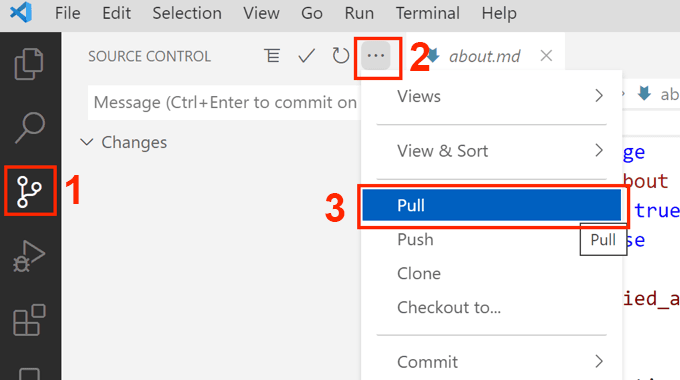 File Edit Selection View Go Run Terminal Help
SOURCE CONTROL
2
about.md
Message (Ctrl+Enter to commit on
Changes
1
Views
View & Sort
3
Pull
Push
Pull
Clone
Checkout to...
Commit
ab
ge
bout
true
se
ied_a